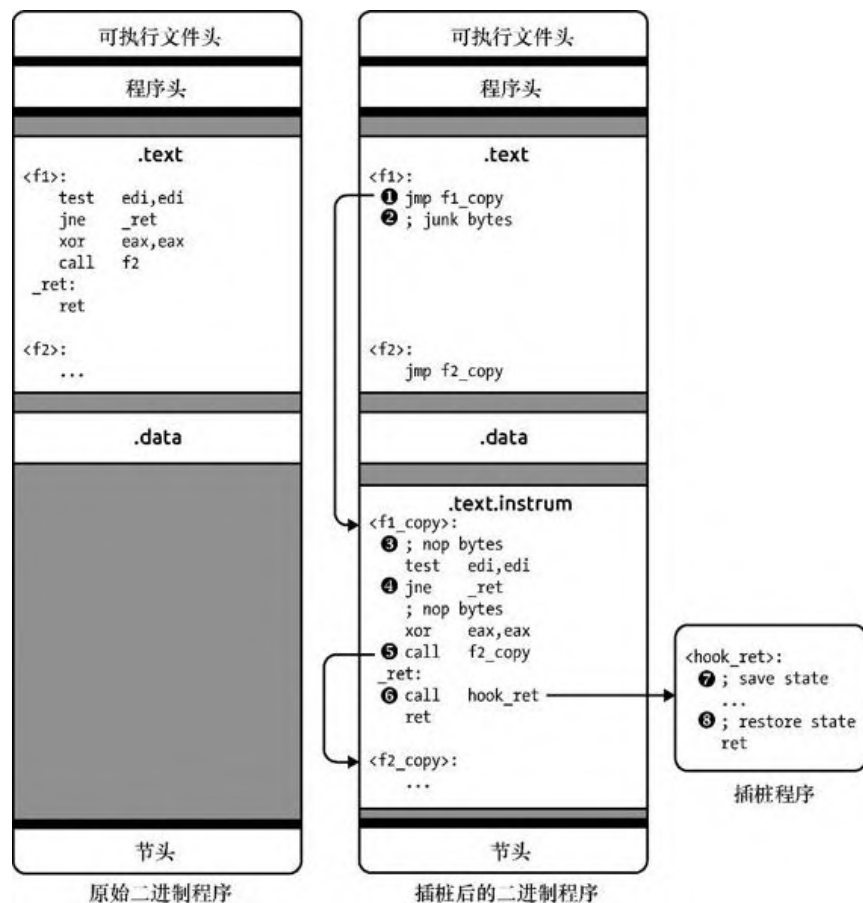 可执行文件头
程序头
.text
<f1>:
test edi,edi
jne _ret
xor eax,eax
call f2
_ret:
ret
<f2>:
...
.data
节头
原始二进制程序
可执行文件头
程序头
.text
<f1>:
❶ jmp f1_copy
❷ ; junk bytes
<f2>:
jmp f2_copy
.data
.text.instrum
<f1_copy>:
❸ ; nop bytes
test edi,edi
❹ jne _ret
; nop bytes
xor eax,eax
❺ call f2_copy
_ret:
❻ call hook_ret
ret
<f2_copy>:
...
节头
插桩后的二进制程序
<hook_ret>:
❼ ; save state
...
❽ ; restore state
ret
插桩程序